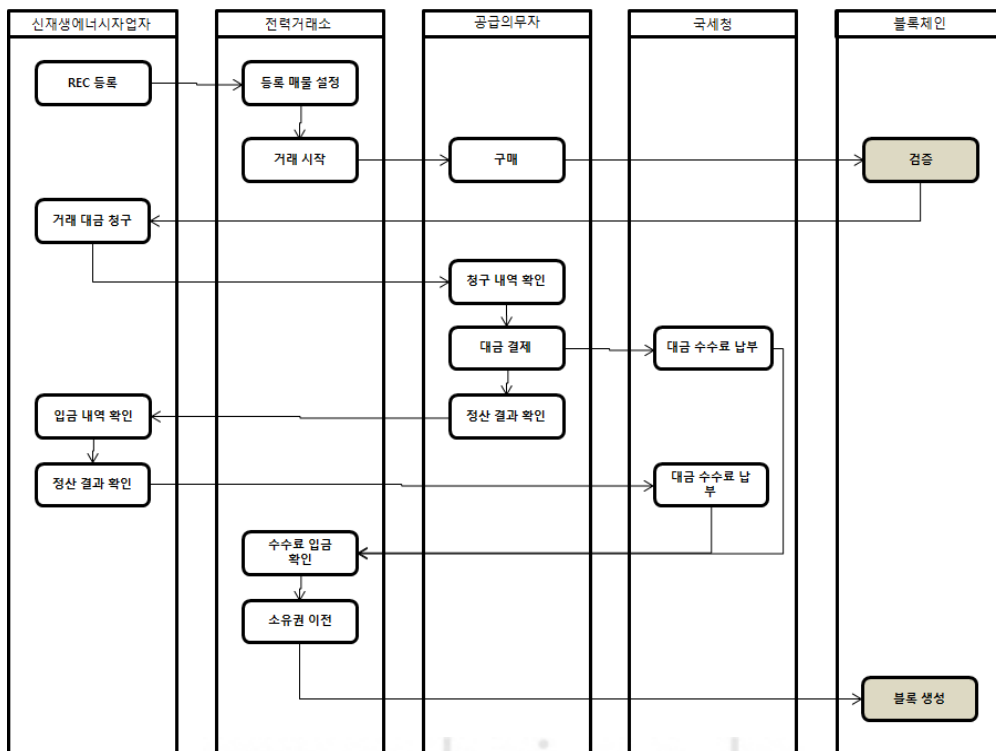 신재생에너시자업자
전력거래소
공급의무자
국세청
블록체인
REC 등록
등록 매물 설정
거래 시작
구매
검증
거래 대금 청구
청구 내역 확인
대금 결제
대금 수수료 납부
입금 내역 확인
정산 결과 확인
정산 결과 확인
대금 수수료 납
부
수수료 입금
확인
소유권 이전
블록 생성